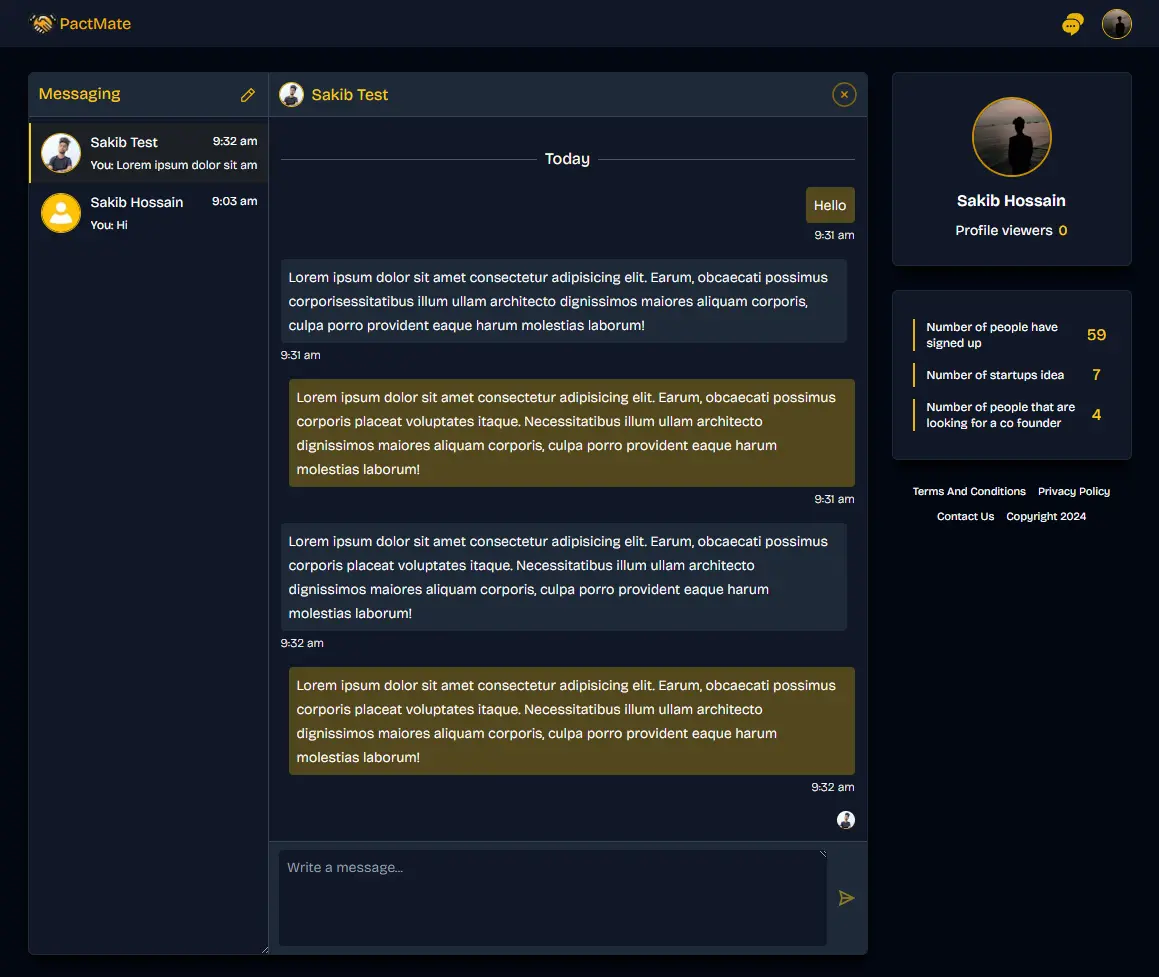 PactMate
Messaging
Sakib Test
9:32 am
You: Lorem ipsum dolor sit am
Sakib Hossain
9:03 am
You: Hi
Sakib Test
Today
Hello
9:31 am
Lorem ipsum dolor sit amet consectetur adipisicing elit. Earum, obcaecati possimus
corporisessitatibus illum ullam architecto dignissimos maiores aliquam corporis,
culpa porro provident eaque harum molestias laborum!
9:31 am
Lorem ipsum dolor sit amet consectetur adipisicing elit. Earum, obcaecati possimus
corporis placeat voluptates itaque. Necessitatibus illum ullam architecto
dignissimos maiores aliquam corporis, culpa porro provident eaque harum
molestias laborum!
9:31 am
Lorem ipsum dolor sit amet consectetur adipisicing elit. Earum, obcaecati possimus
corporis placeat voluptates itaque. Necessitatibus illum ullam architecto
dignissimos maiores aliquam corporis, culpa porro provident eaque harum
molestias laborum!
9:32 am
Lorem ipsum dolor sit amet consectetur adipisicing elit. Earum, obcaecati possimus
corporis placeat voluptates itaque. Necessitatibus illum ullam architecto
dignissimos maiores aliquam corporis, culpa porro provident eaque harum
molestias laborum!
9:32 am
Write a message...
Sakib Hossain
Profile viewers 0
Number of people have
signed up
59
Number of startups idea
7
Number of people that are
looking for a co founder
4
Terms And Conditions Privacy Policy
Contact Us Copyright 2024